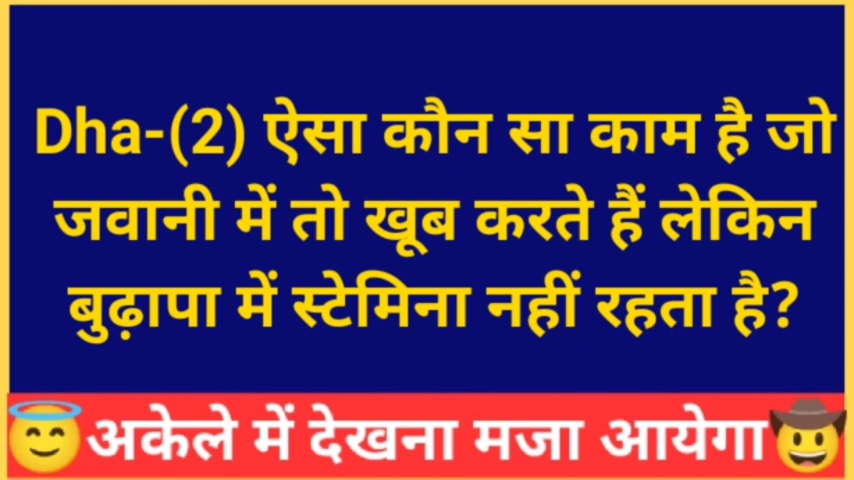 Dha-(2) ऐसा कौन सा काम है जो
जवानी में तो खूब करते हैं लेकिन
बुढ़ापा में स्टेमिना नहीं रहता है?
अकेले में देखना मजा आयेगा